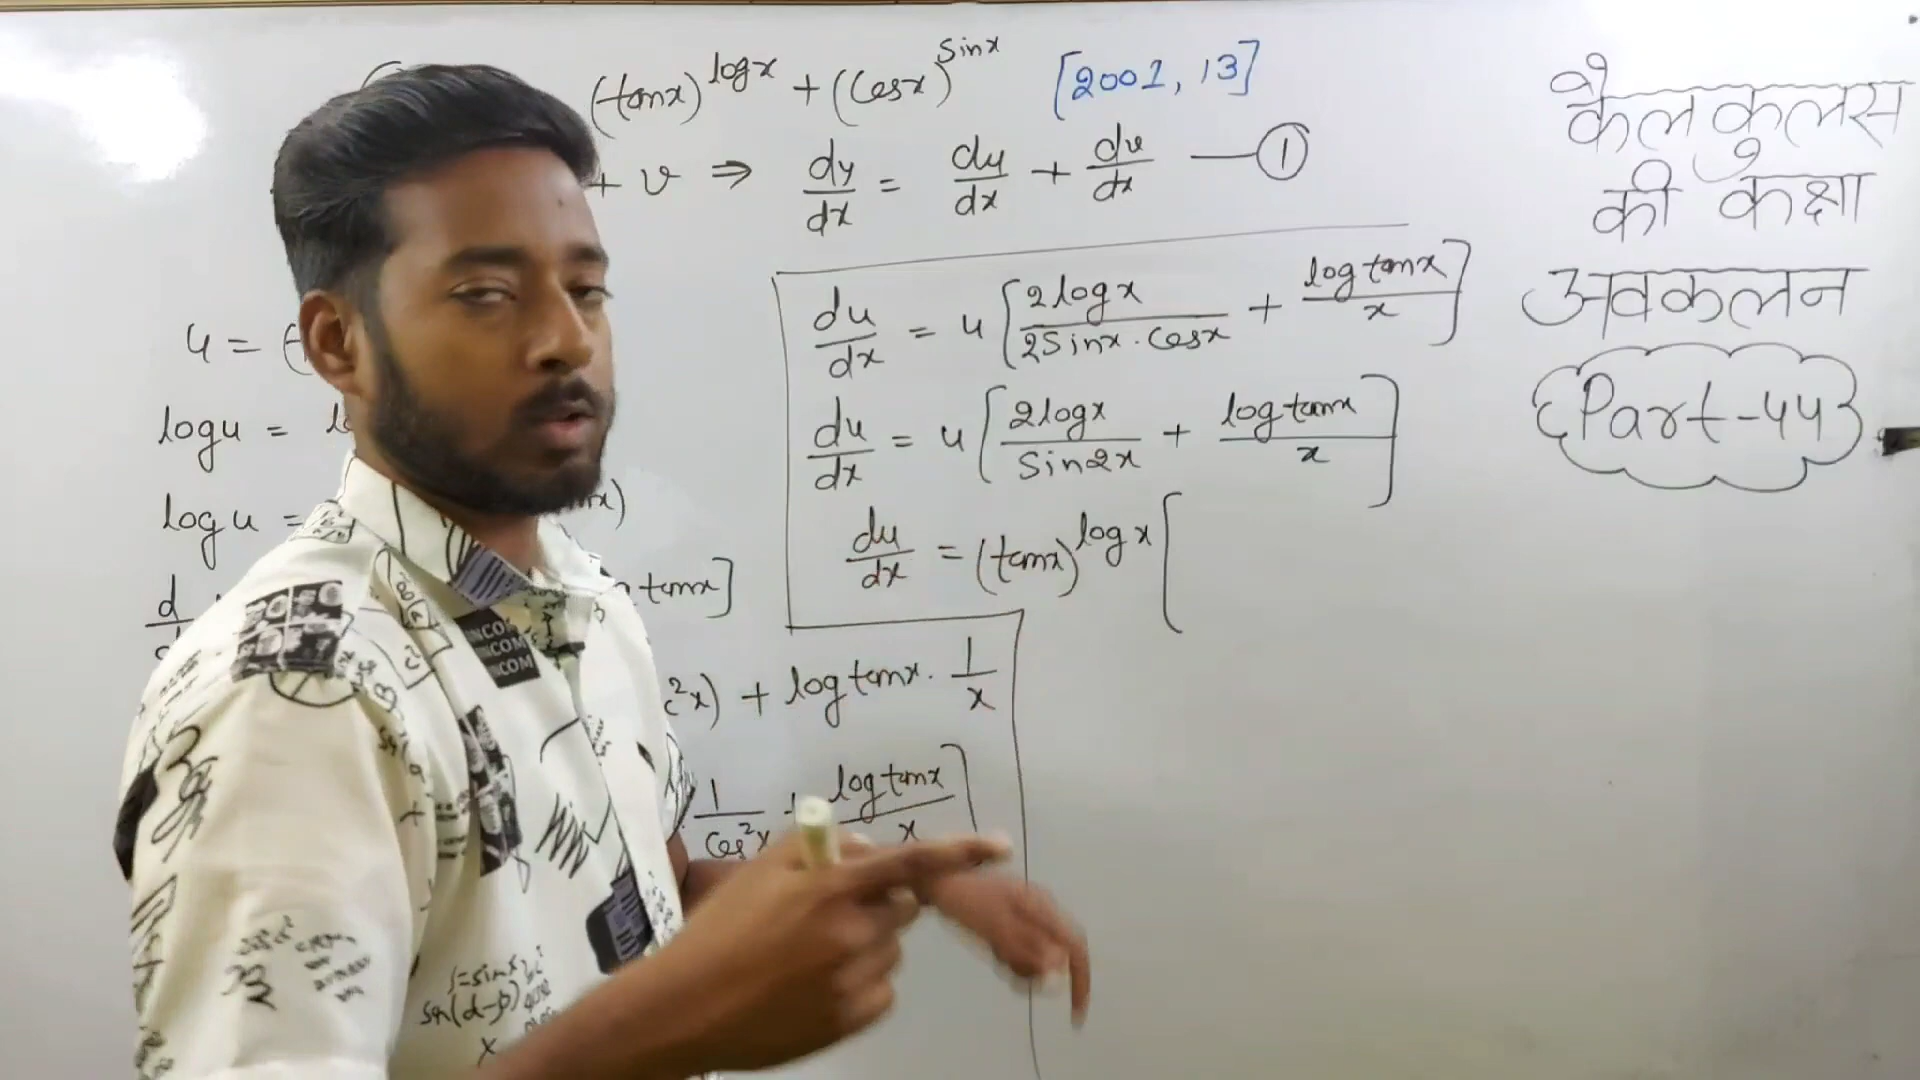 (tanx)^logx + (Cosx)^Sinx [2001, 13]
+ v ⇒ dy/dx = du/dx + dv/dx — ①
कैलकुलस
की कक्षा
अवकलन
Part-44
du/dx = u [2logx/2Sinx.Cosx + logtanx/x]
du/dx = u [2logx/Sin2x + logtanx/x]
du/dx = (tanx)^logx [
u = (
logu =
logu = x)
d tanx]
²x) + logtanx. 1/x
1/Cos²x + logtanx/x]